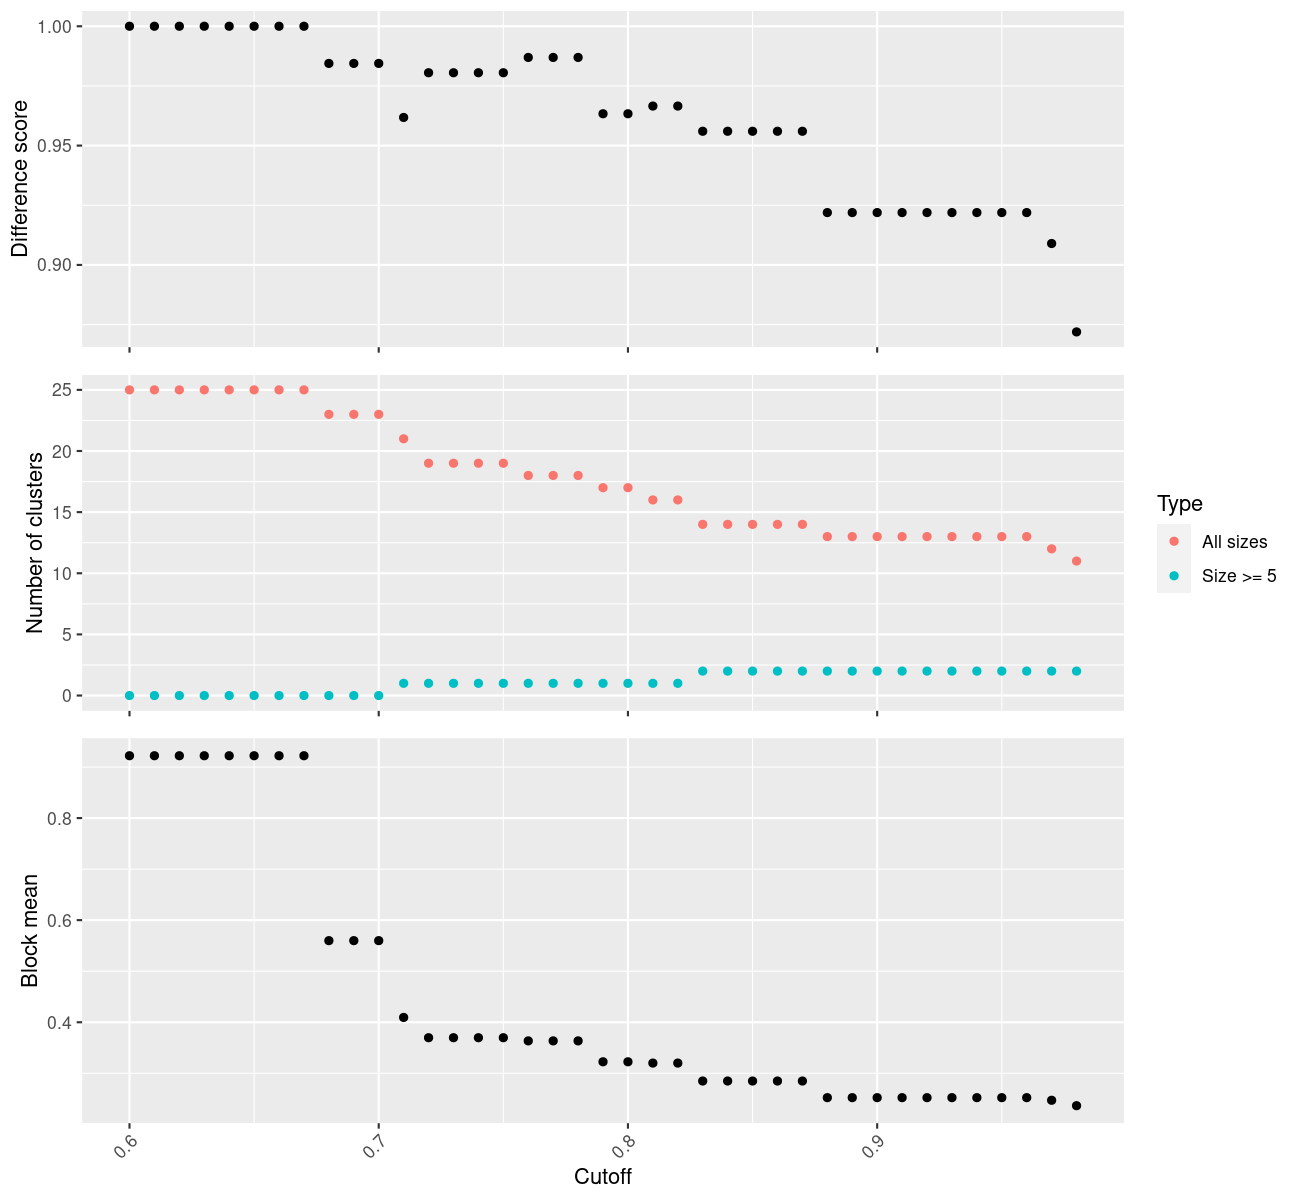 Difference score
1.00
0.95
0.90
Number of clusters
25
20
15
10
5
0
Type
All sizes
Size >= 5
Block mean
0.8
0.6
0.4
0.6
0.7
0.8
0.9
Cutoff